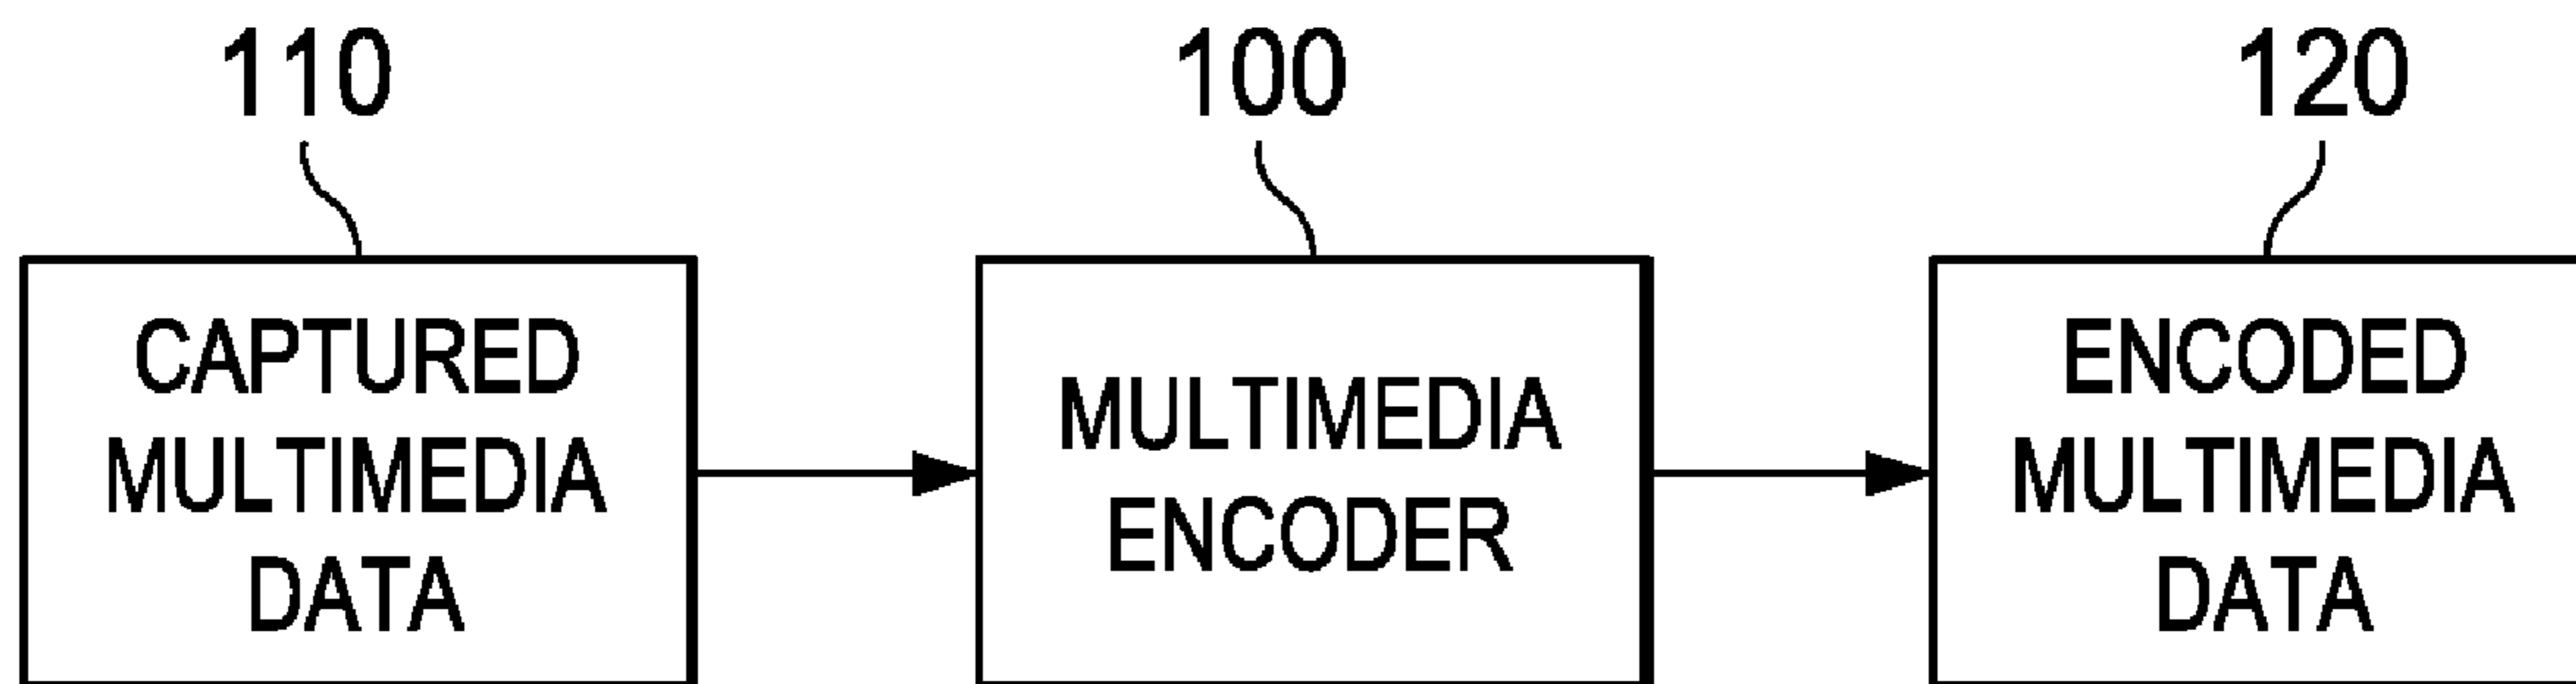 110
100
120
CAPTURED
MULTIMEDIA
DATA
MULTIMEDIA
ENCODER
ENCODED
MULTIMEDIA
DATA